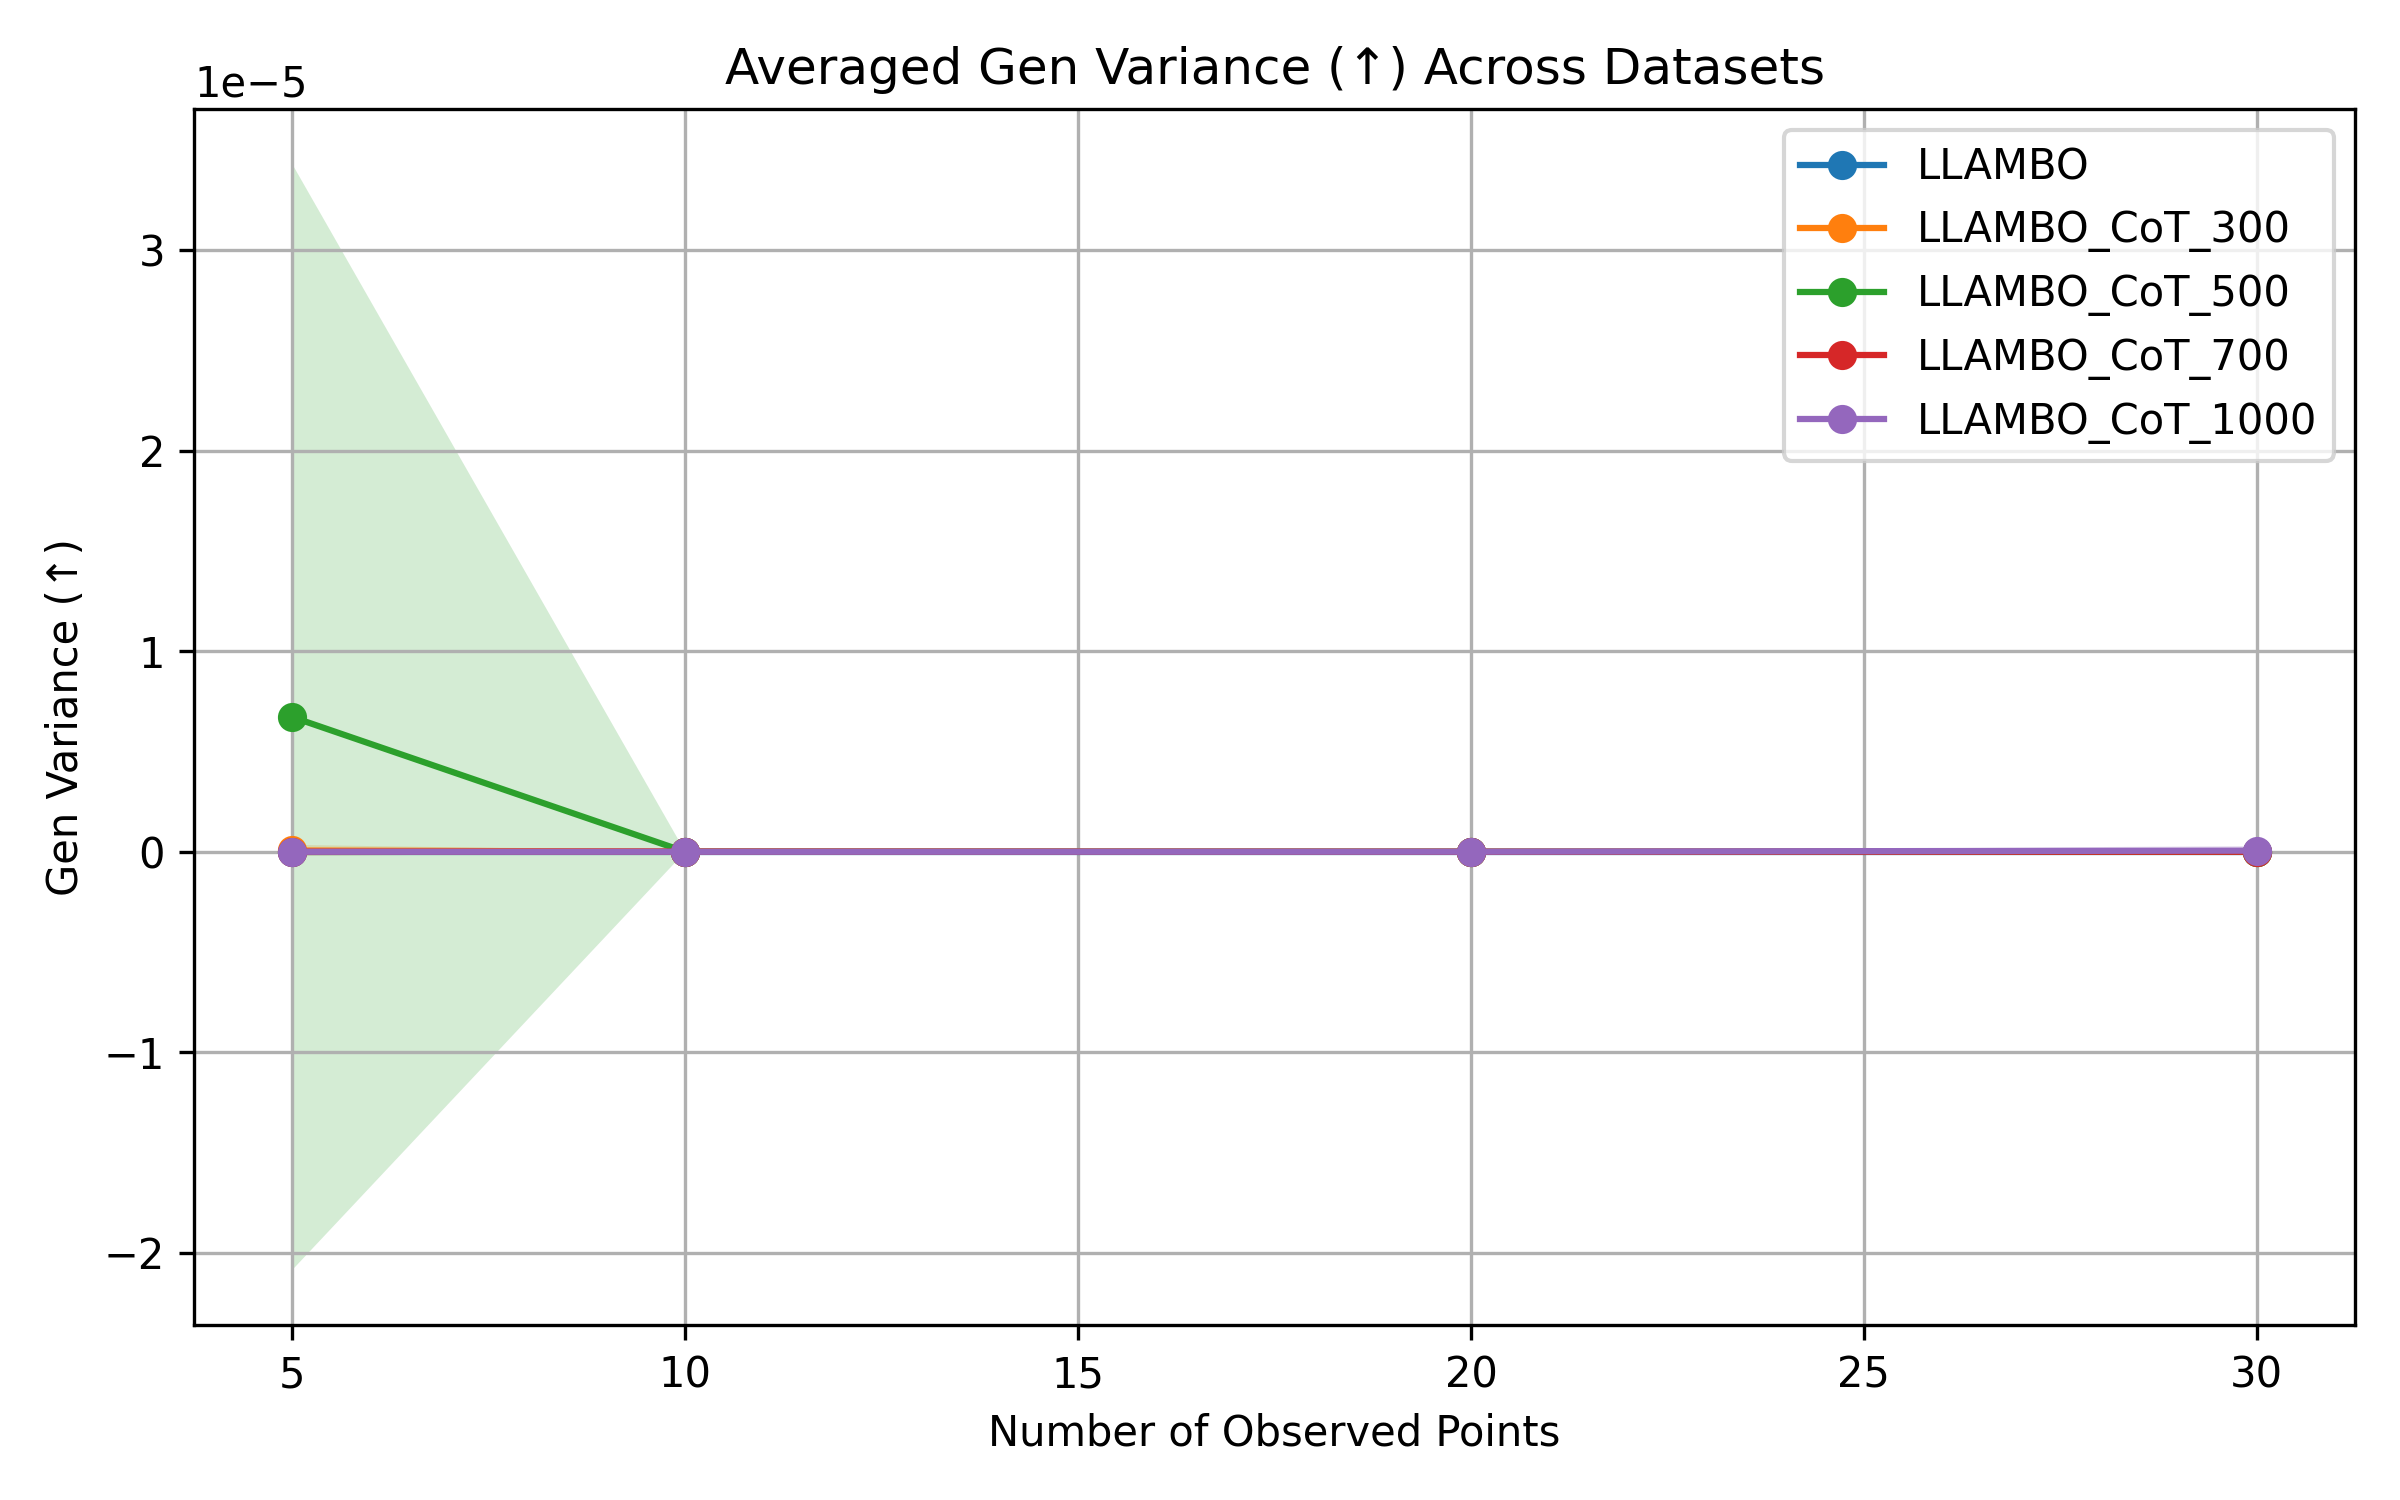 Averaged Gen Variance (↑) Across Datasets
1e−5
LLAMBO
LLAMBO_CoT_300
LLAMBO_CoT_500
LLAMBO_CoT_700
LLAMBO_CoT_1000
3
2
1
0
−1
−2
Gen Variance (↑)
5 10 15 20 25 30
Number of Observed Points